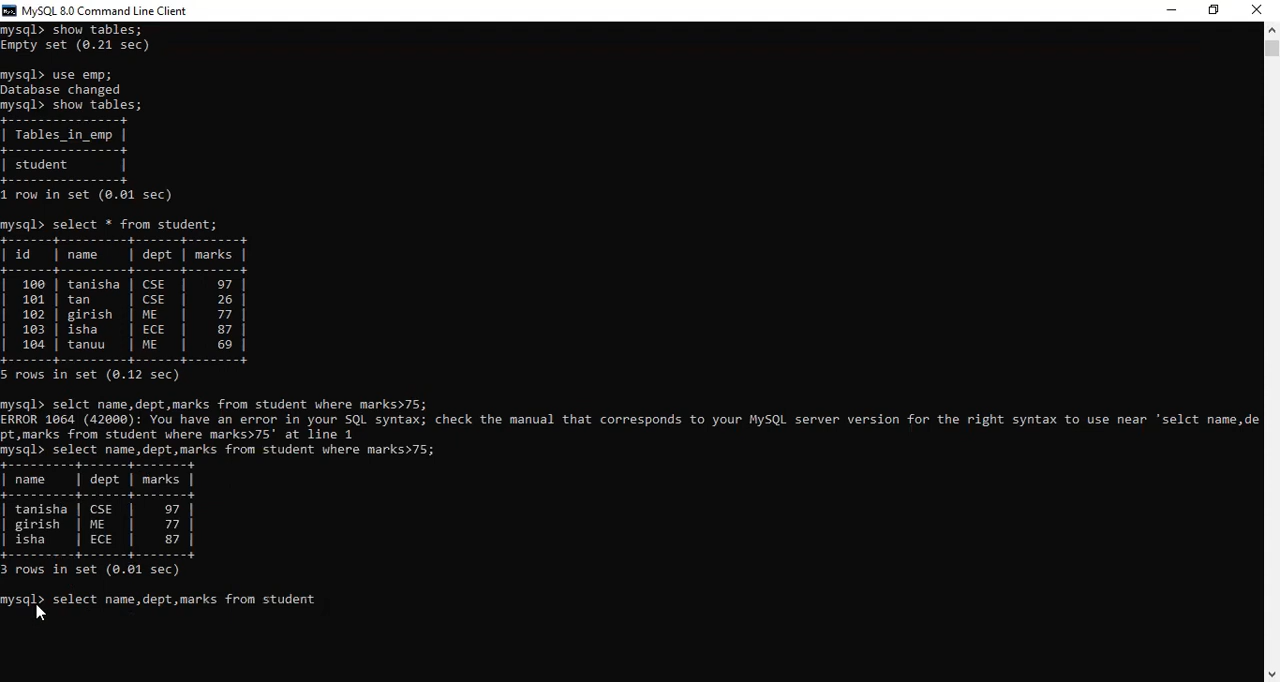 MySQL 8.0 Command Line Client
mysql> show tables;
Empty set (0.21 sec)
mysql> use emp;
Database changed
mysql> show tables;
+---------------+
| Tables_in_emp |
+---------------+
| student       |
+---------------+
1 row in set (0.01 sec)
mysql> select * from student;
+------+---------+------+-------+
| id   | name    | dept | marks |
+------+---------+------+-------+
|  100 | tanisha | CSE  |    97 |
|  101 | tan     | CSE  |    26 |
|  102 | girish  | ME   |    77 |
|  103 | isha    | ECE  |    87 |
|  104 | tanuu   | ME   |    69 |
+------+---------+------+-------+
5 rows in set (0.12 sec)
mysql> selct name,dept,marks from student where marks>75;
ERROR 1064 (42000): You have an error in your SQL syntax; check the manual that corresponds to your MySQL server version for the right syntax to use near 'selct name,de
pt,marks from student where marks>75' at line 1
mysql> select name,dept,marks from student where marks>75;
+---------+------+-------+
| name    | dept | marks |
+---------+------+-------+
| tanisha | CSE  |    97 |
| girish  | ME   |    77 |
| isha    | ECE  |    87 |
+---------+------+-------+
3 rows in set (0.01 sec)
mysql> select name,dept,marks from student